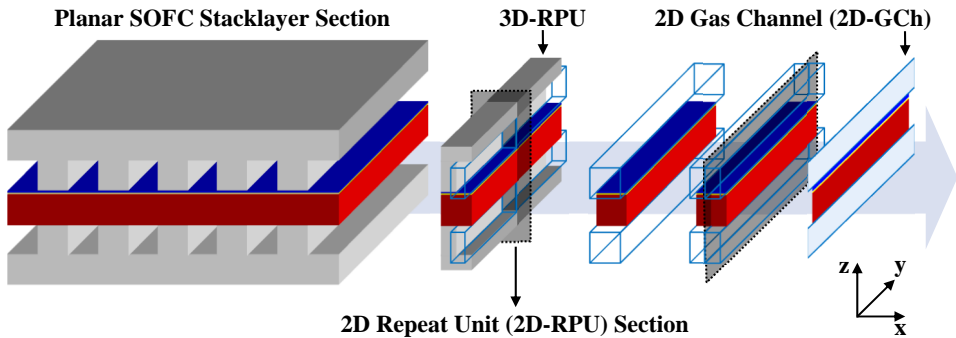 Planar SOFC Stacklayer Section
3D-RPU
2D Gas Channel (2D-GCh)
2D Repeat Unit (2D-RPU) Section
z
y
x